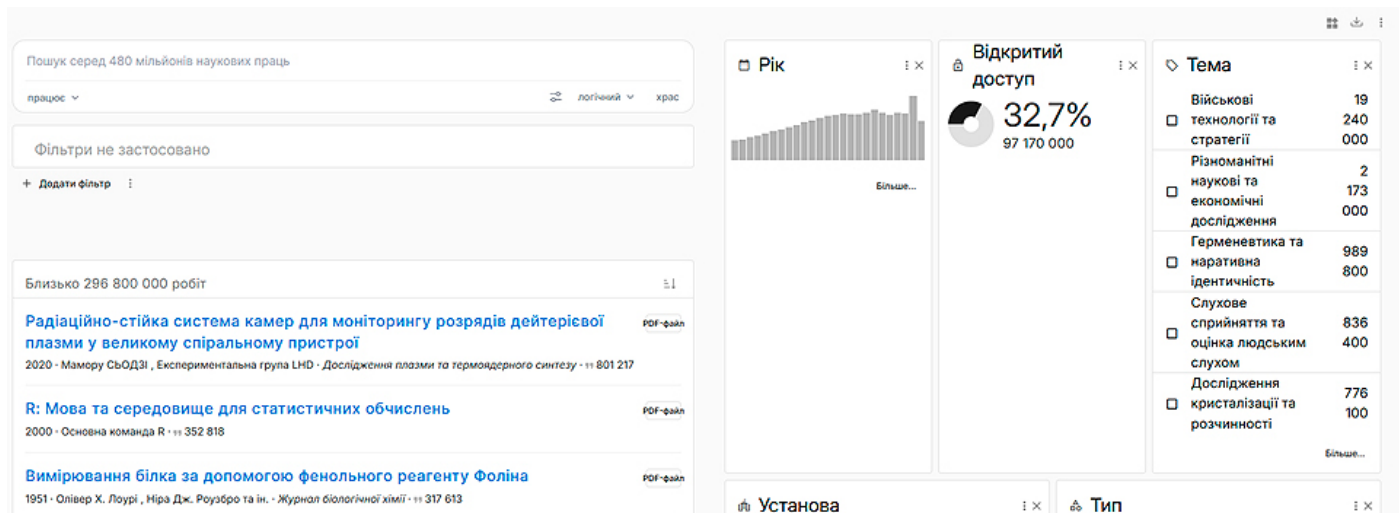 Пошук серед 480 мільйонів наукових праць
працює
логічний
храс
Фільтри не застосовано
+ Додати фільтр
Близько 296 800 000 робіт
Радіаційно-стійка система камер для моніторингу розрядів дейтерієвої
плазми у великому спіральному пристрої
PDF-файл
2020 · Мамору СЬОДЗІ , Експериментальна група LHD · Дослідження плазми та термоядерного синтезу · 801 217
R: Мова та середовище для статистичних обчислень
PDF-файл
2000 · Основна команда R · 352 818
Вимірювання білка за допомогою фенольного реагенту Фоліна
PDF-файл
1951 · Олівер Х. Лоурі , Ніра Дж. Роузбро та ін. · Журнал біологічної хімії · 317 613
Рік
Більше...
Відкритий
доступ
32,7%
97 170 000
Тема
Військові
технології та
стратегії
19
240
000
Різноманітні
наукові та
економічні
дослідження
2
173
000
Герменевтика та
наративна
ідентичність
989
800
Слухове
сприйняття та
оцінка людським
слухом
836
400
Дослідження
кристалізації та
розчинності
776
100
Більше...
Установа
Тип